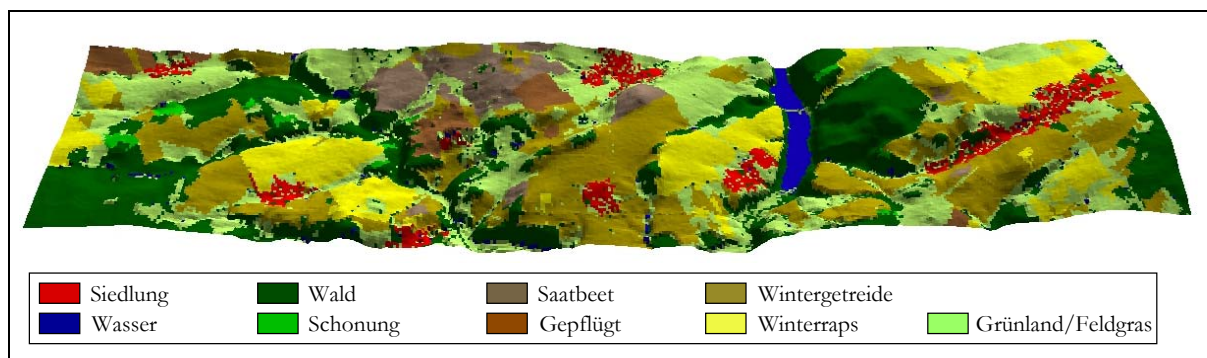 Siedlung Wald Saatbeet Wintergetreide
Wasser Schonung Gepflügt Winterraps Grünland/Feldgras